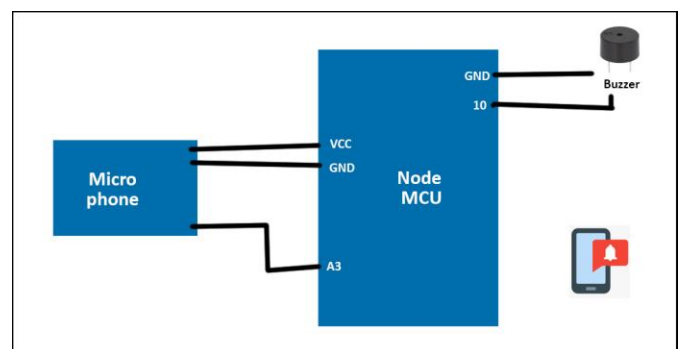 GND
Buzzer
10
VCC
GND
Micro
phone
Node
MCU
A3